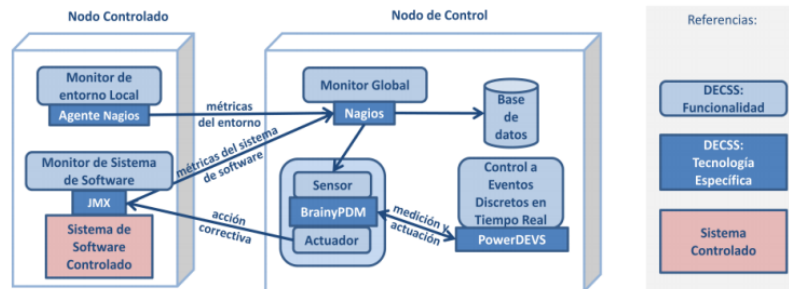 Nodo Controlado
Nodo de Control
Referencias:
Monitor de
entorno Local
Agente Nagios
métricas
del entorno
Monitor Global
Nagios
Base
de
datos
DECSS:
Funcionalidad
Monitor de Sistema
de Software
JMX
Sistema de
Software
Controlado
métricas del sistema
de software
acción
correctiva
Sensor
BrainyPDM
Actuador
medición y
actuación
Control a
Eventos
Discretos en
Tiempo Real
PowerDEVS
DECSS:
Tecnología
Específica
Sistema
Controlado